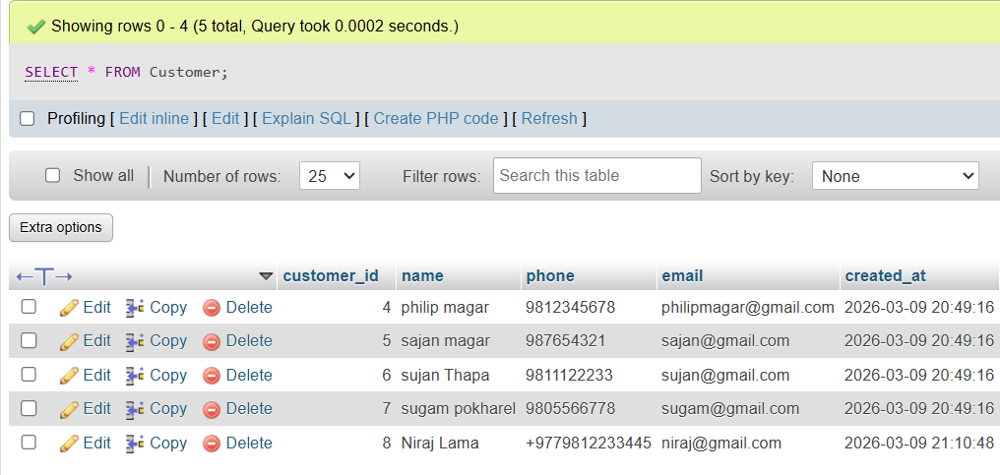 Showing rows 0 - 4 (5 total, Query took 0.0002 seconds.)
SELECT * FROM Customer;
Profiling [ Edit inline ] [ Edit ] [ Explain SQL ] [ Create PHP code ] [ Refresh ]
Show all Number of rows: 25 Filter rows: Search this table Sort by key: None
Extra options
customer_id name phone email created_at
Edit Copy Delete 4 philip magar 9812345678 philipmagar@gmail.com 2026-03-09 20:49:16
Edit Copy Delete 5 sajan magar 987654321 sajan@gmail.com 2026-03-09 20:49:16
Edit Copy Delete 6 sujan Thapa 9811122233 sujan@gmail.com 2026-03-09 20:49:16
Edit Copy Delete 7 sugam pokharel 9805566778 sugam@gmail.com 2026-03-09 20:49:16
Edit Copy Delete 8 Niraj Lama +9779812233445 niraj@gmail.com 2026-03-09 21:10:48